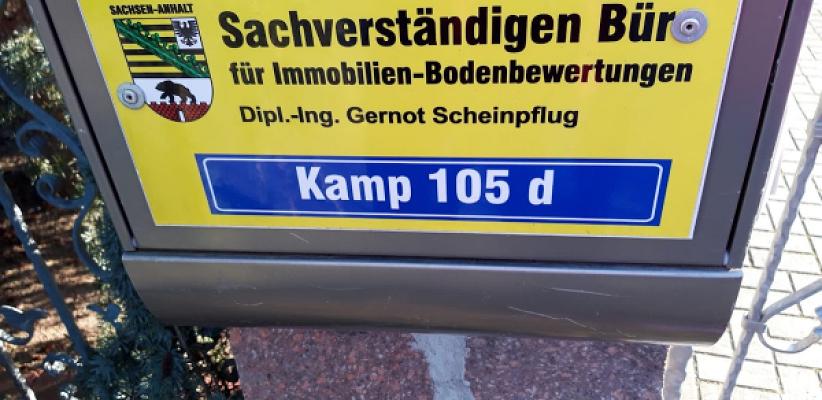 SACHSEN-ANHALT
Sachverständigen Bür
für Immobilien-Bodenbewertungen
Dipl.-Ing. Gernot Scheinpflug
Kamp 105 d